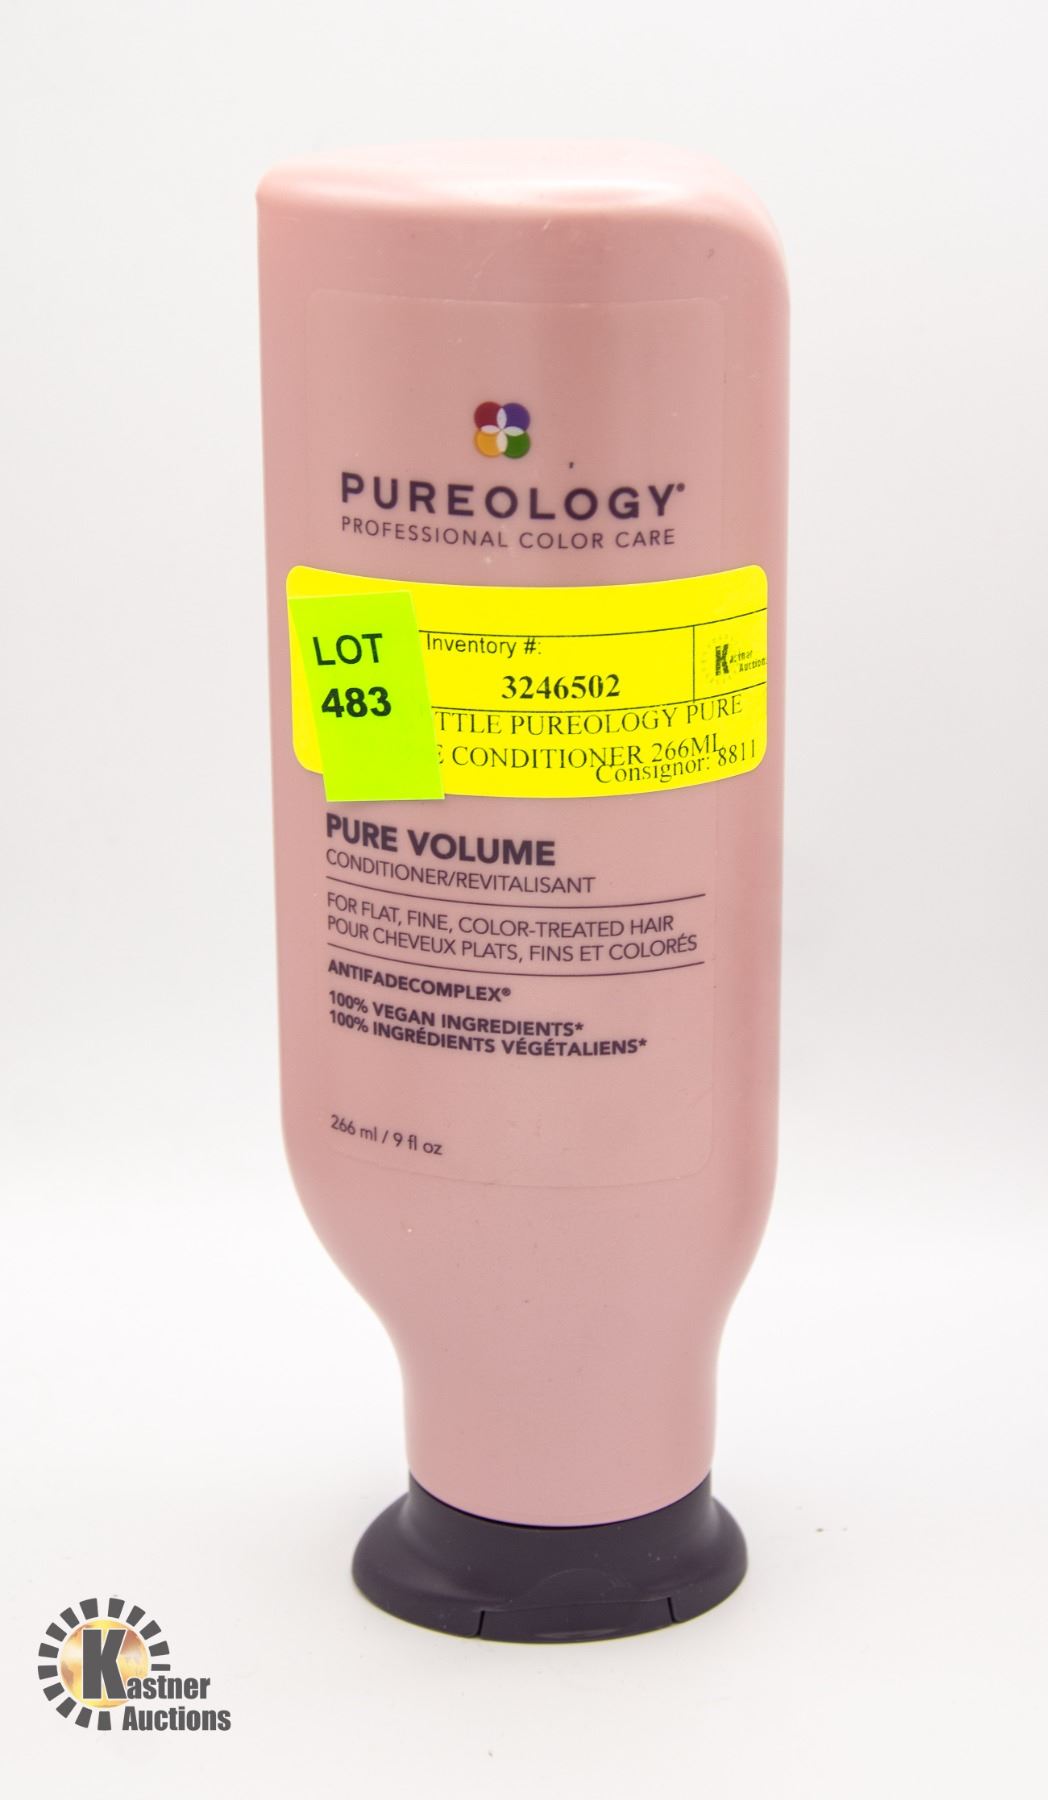 PUREOLOGY®
PROFESSIONAL COLOR CARE
LOT
483
Inventory #:
3246502
Kastner
Auctions
TTLE PUREOLOGY PURE
E CONDITIONER 266ML
Consignor: 8811
PURE VOLUME
CONDITIONER/REVITALISANT
FOR FLAT, FINE, COLOR-TREATED HAIR
POUR CHEVEUX PLATS, FINS ET COLORÉS
ANTIFADECOMPLEX®
100% VEGAN INGREDIENTS*
100% INGRÉDIENTS VÉGÉTALIENS*
266 ml / 9 fl oz
Kastner
Auctions